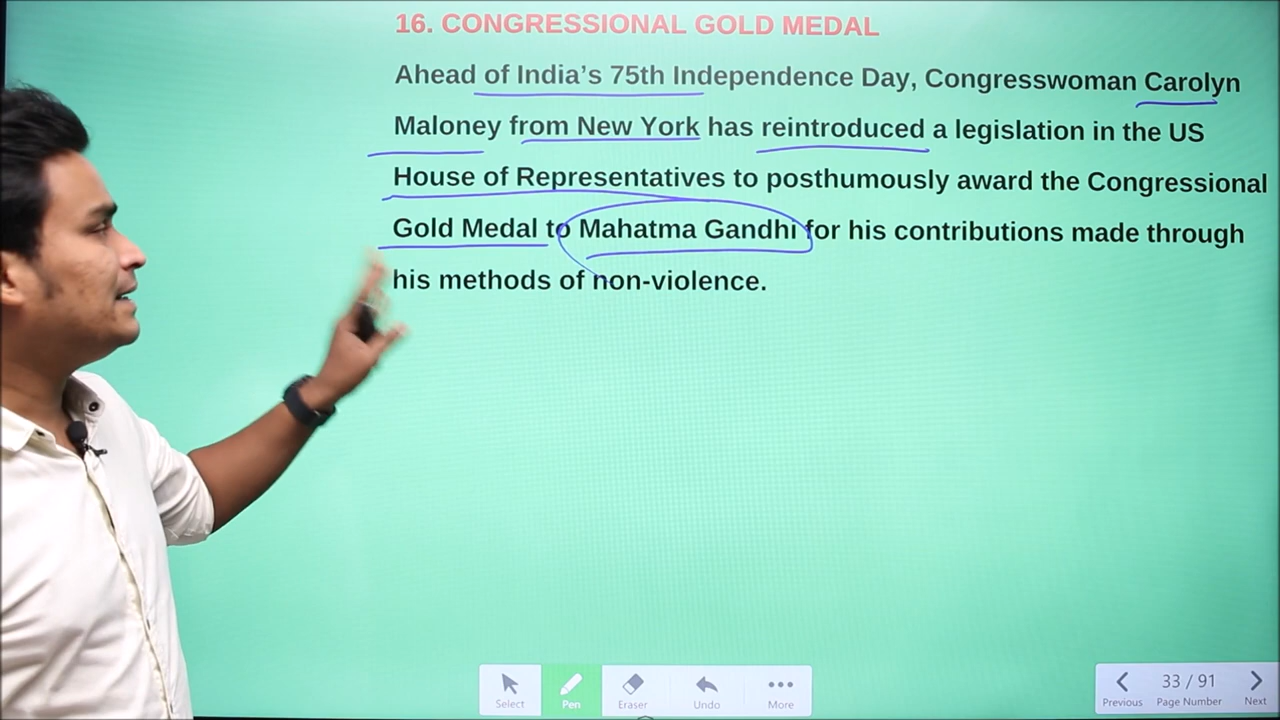 16. CONGRESSIONAL GOLD MEDAL
Ahead of India's 75th Independence Day, Congresswoman Carolyn
Maloney from New York has reintroduced a legislation in the US
House of Representatives to posthumously award the Congressional
Gold Medal to Mahatma Gandhi for his contributions made through
his methods of non-violence.
Select Pen Eraser Undo More
33 / 91
Previous Page Number Next